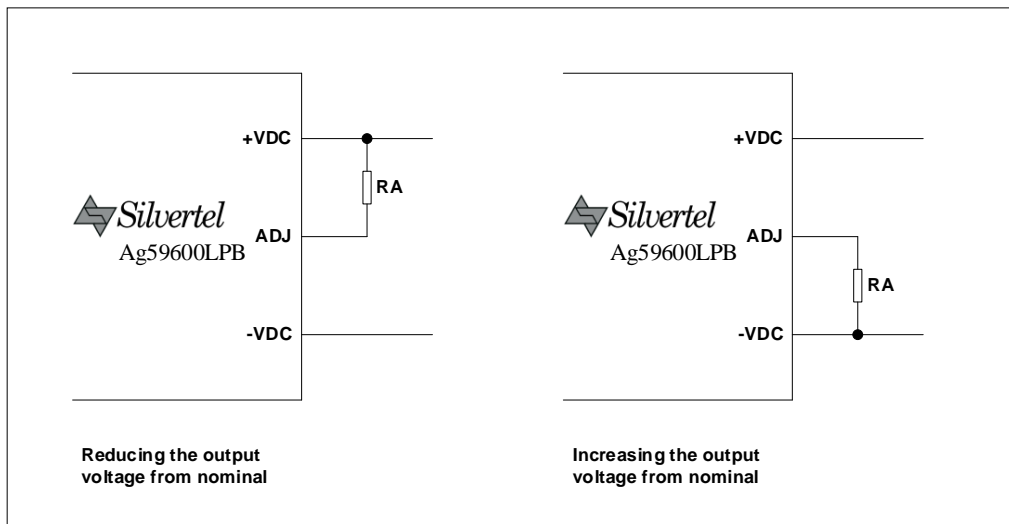 +VDC
RA
Silvertel
ADJ
Ag59600LPB
-VDC
Reducing the output
voltage from nominal
+VDC
Silvertel
ADJ
Ag59600LPB
RA
-VDC
Increasing the output
voltage from nominal